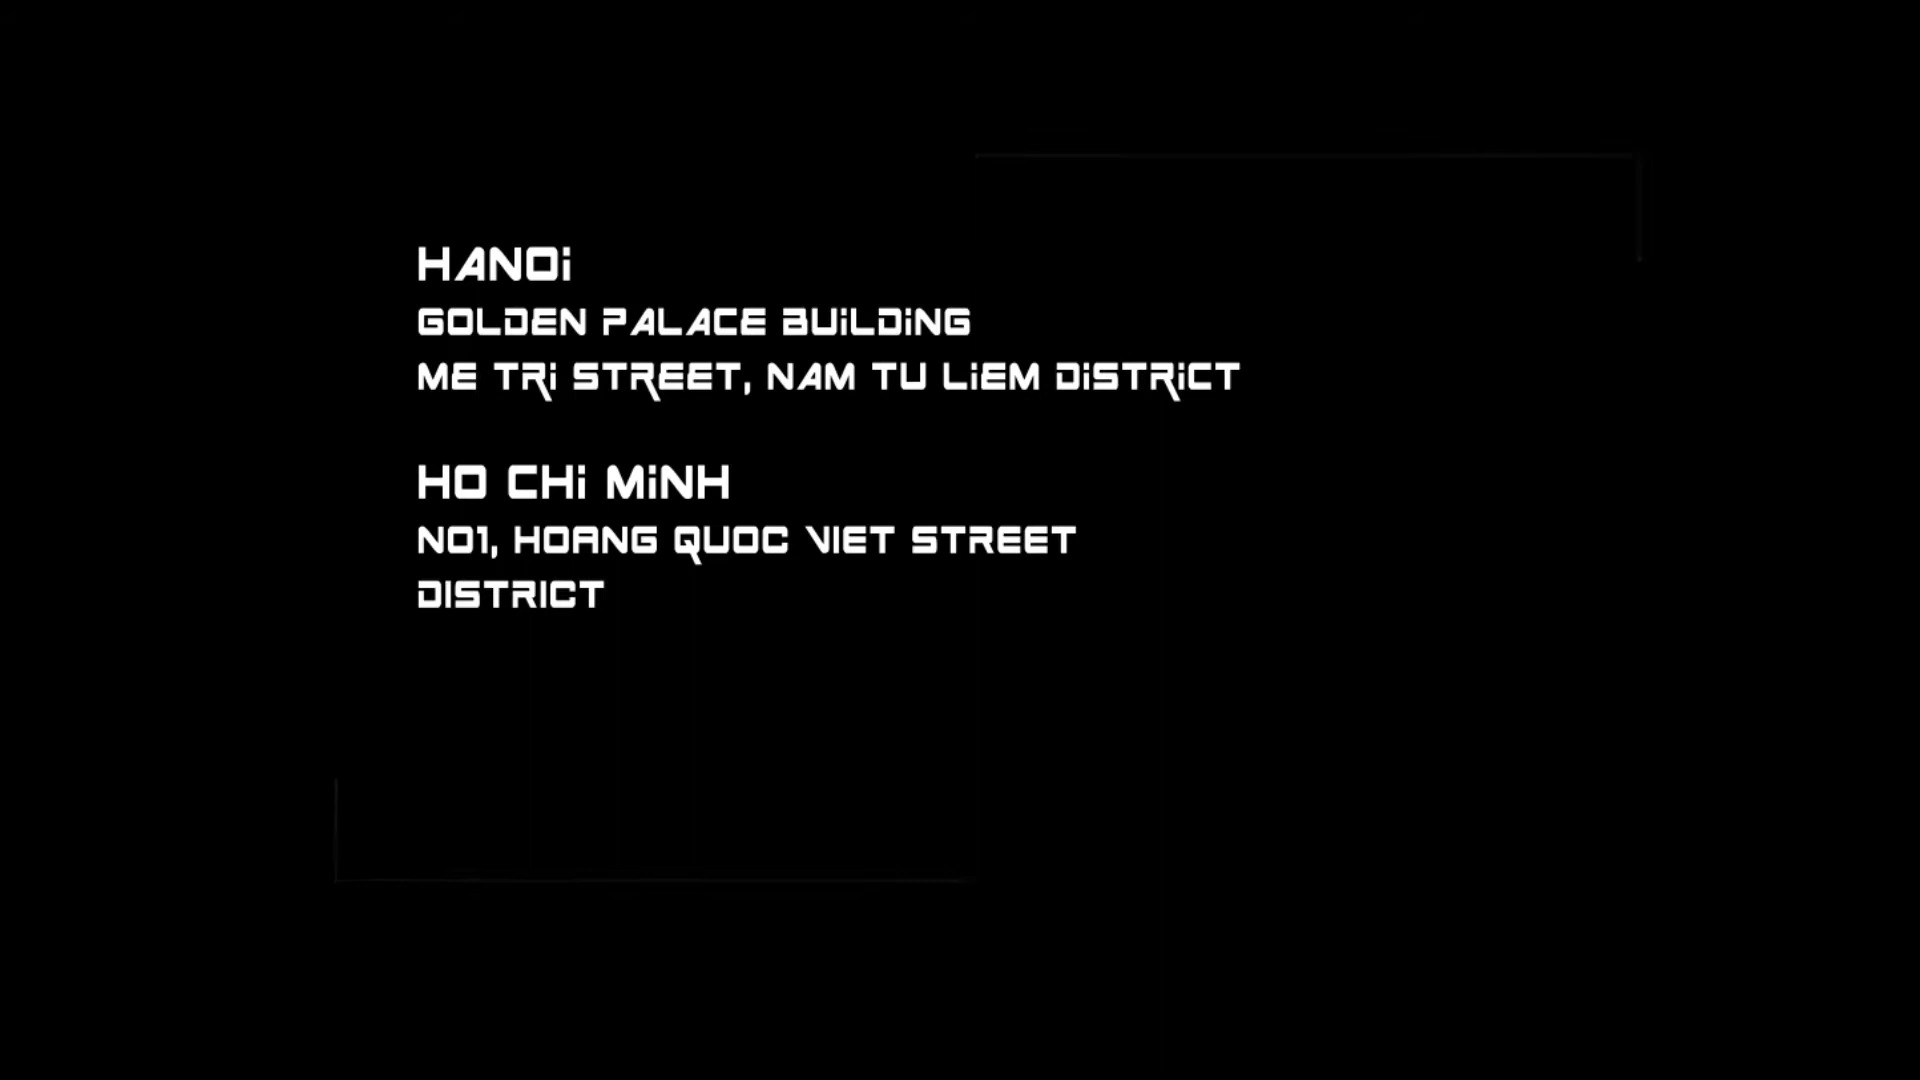 HANOi
GOLDEN PALACE BUiLDiNG
ME TRi STREET, NAM TU LiEM DiSTRiCT
HO CHi MiNH
NO1, HOANG QUOC VIET STREET
DISTRICT